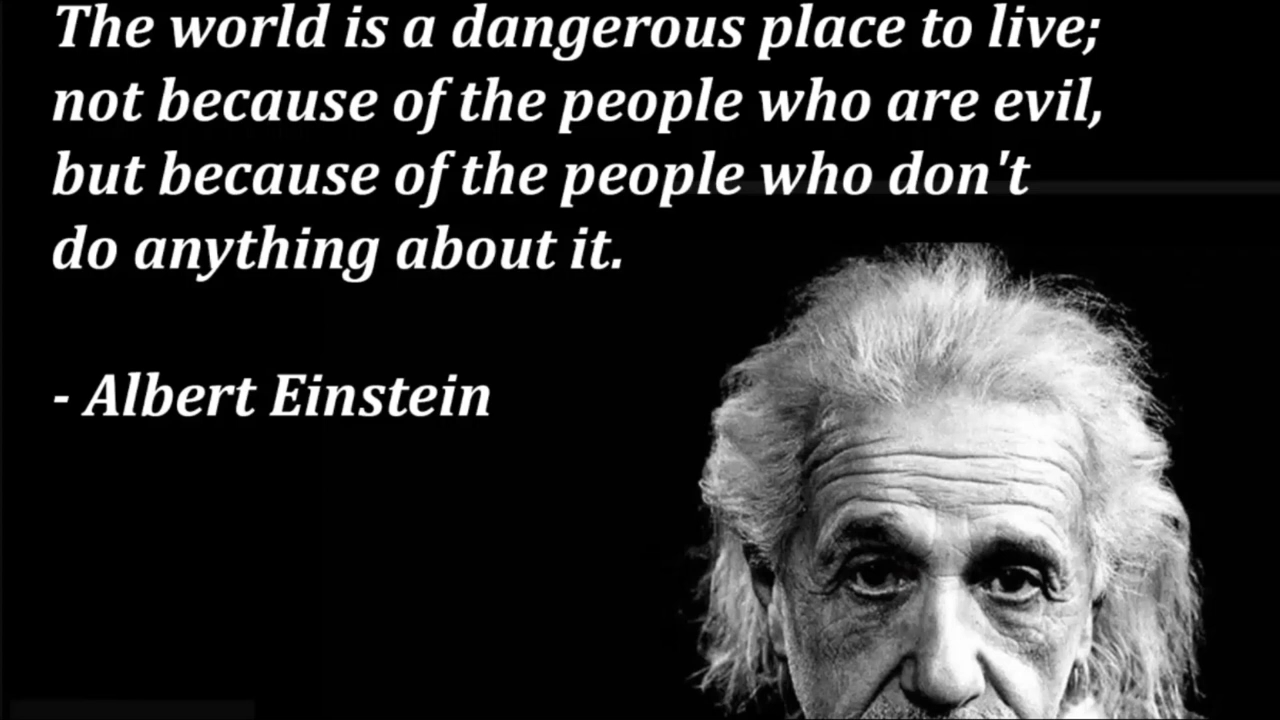 The world is a dangerous place to live;
not because of the people who are evil,
but because of the people who don't
do anything about it.
- Albert Einstein